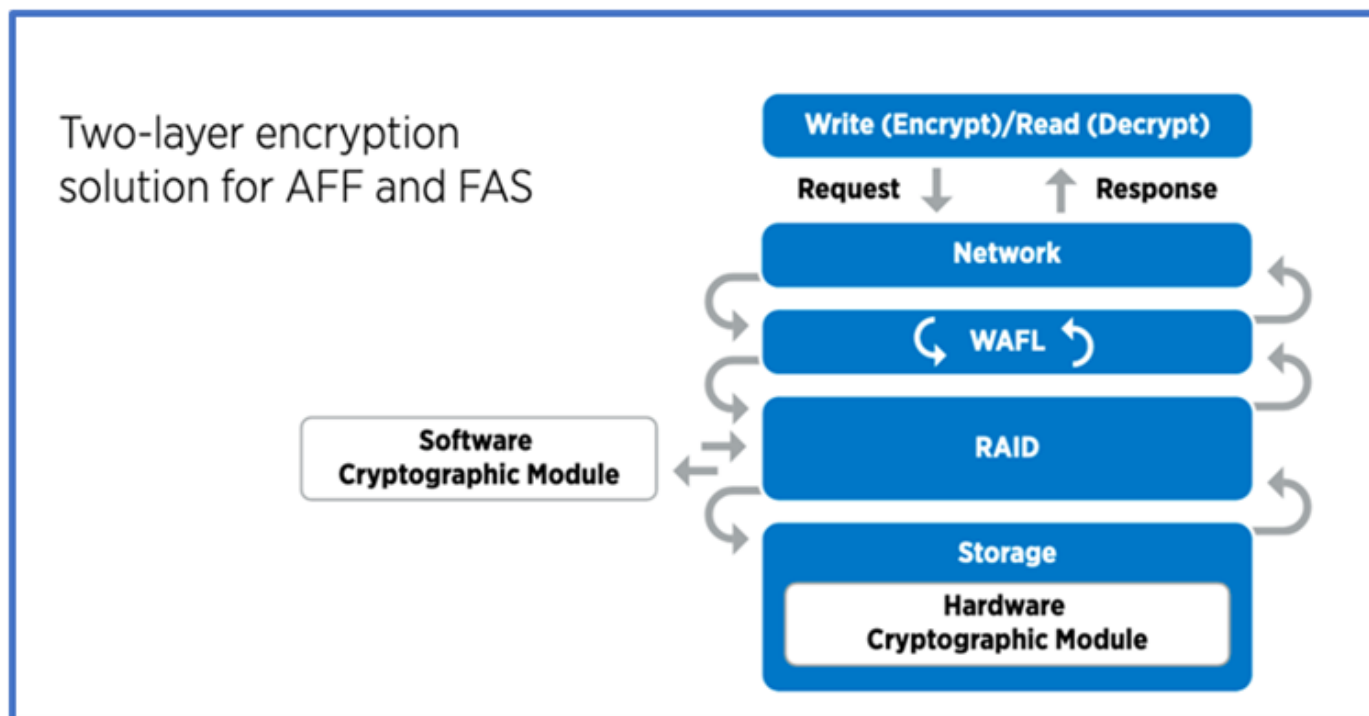 Two-layer encryption
solution for AFF and FAS
Write (Encrypt)/Read (Decrypt)
Request
Response
Network
WAFL
RAID
Software
Cryptographic Module
Storage
Hardware
Cryptographic Module